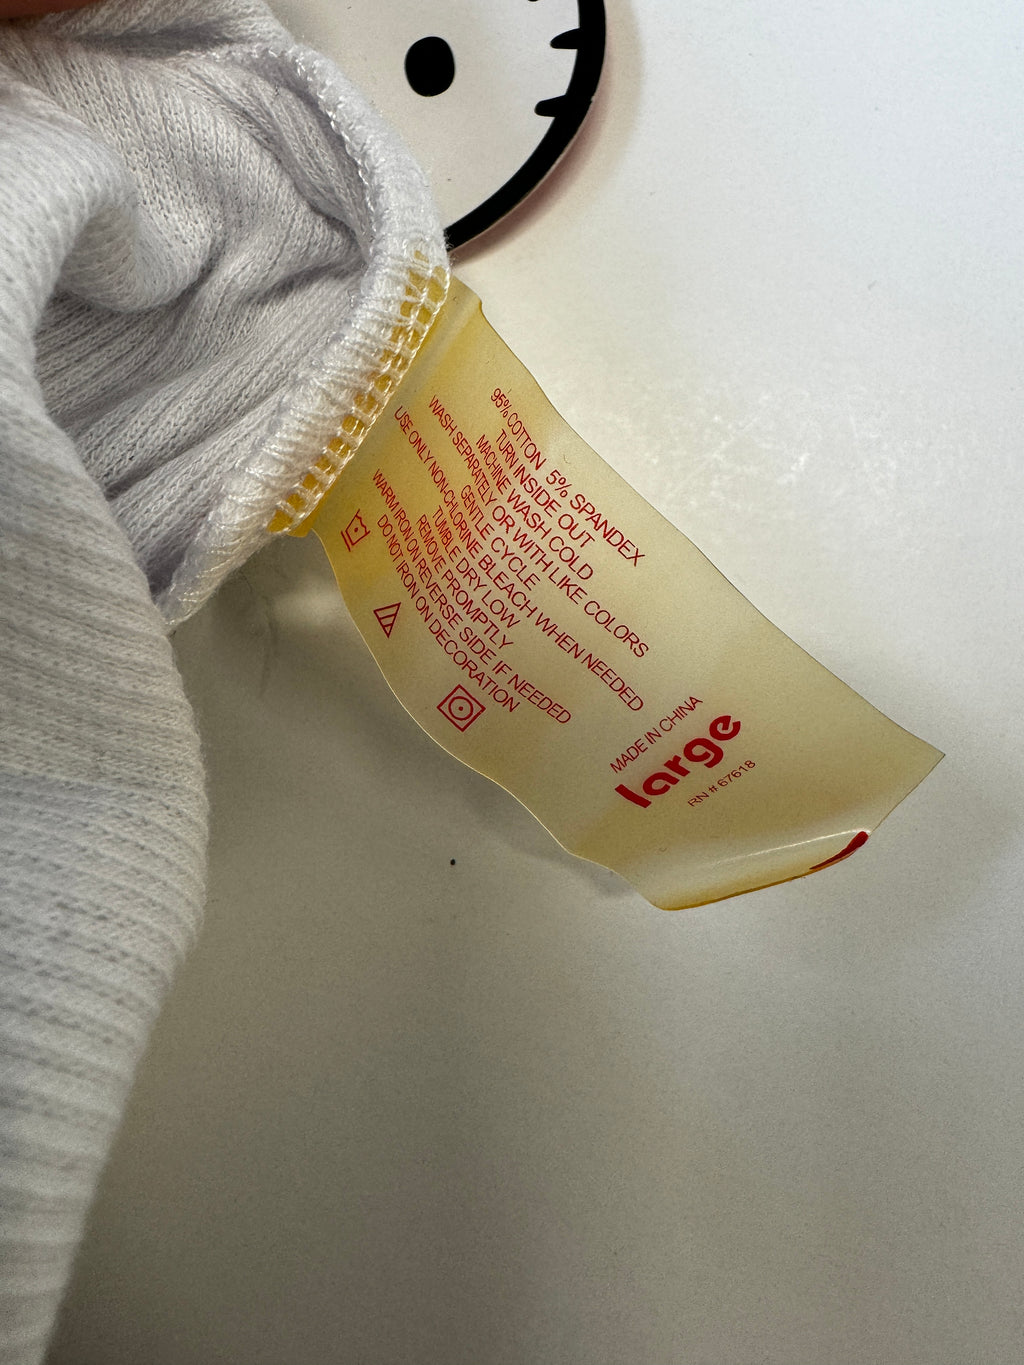 95% COTTON 5% SPANDEX
TURN INSIDE OUT
MACHINE WASH COLD
WASH SEPARATELY OR WITH LIKE COLORS
GENTLE CYCLE
USE ONLY NON-CHLORINE BLEACH WHEN NEEDED
TUMBLE DRY LOW
REMOVE PROMPTLY
WARM IRON ON REVERSE SIDE IF NEEDED
DO NOT IRON ON DECORATION
MADE IN CHINA
large
RN # 67618